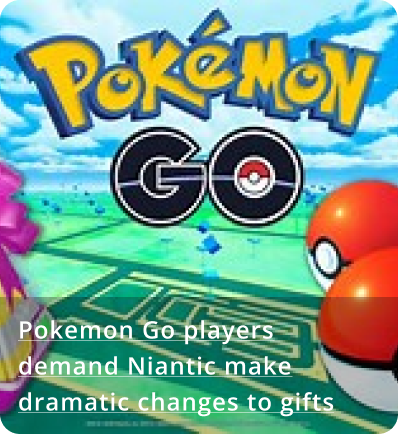 POKÉMON
GO
Pokemon Go players
demand Niantic make
dramatic changes to gifts